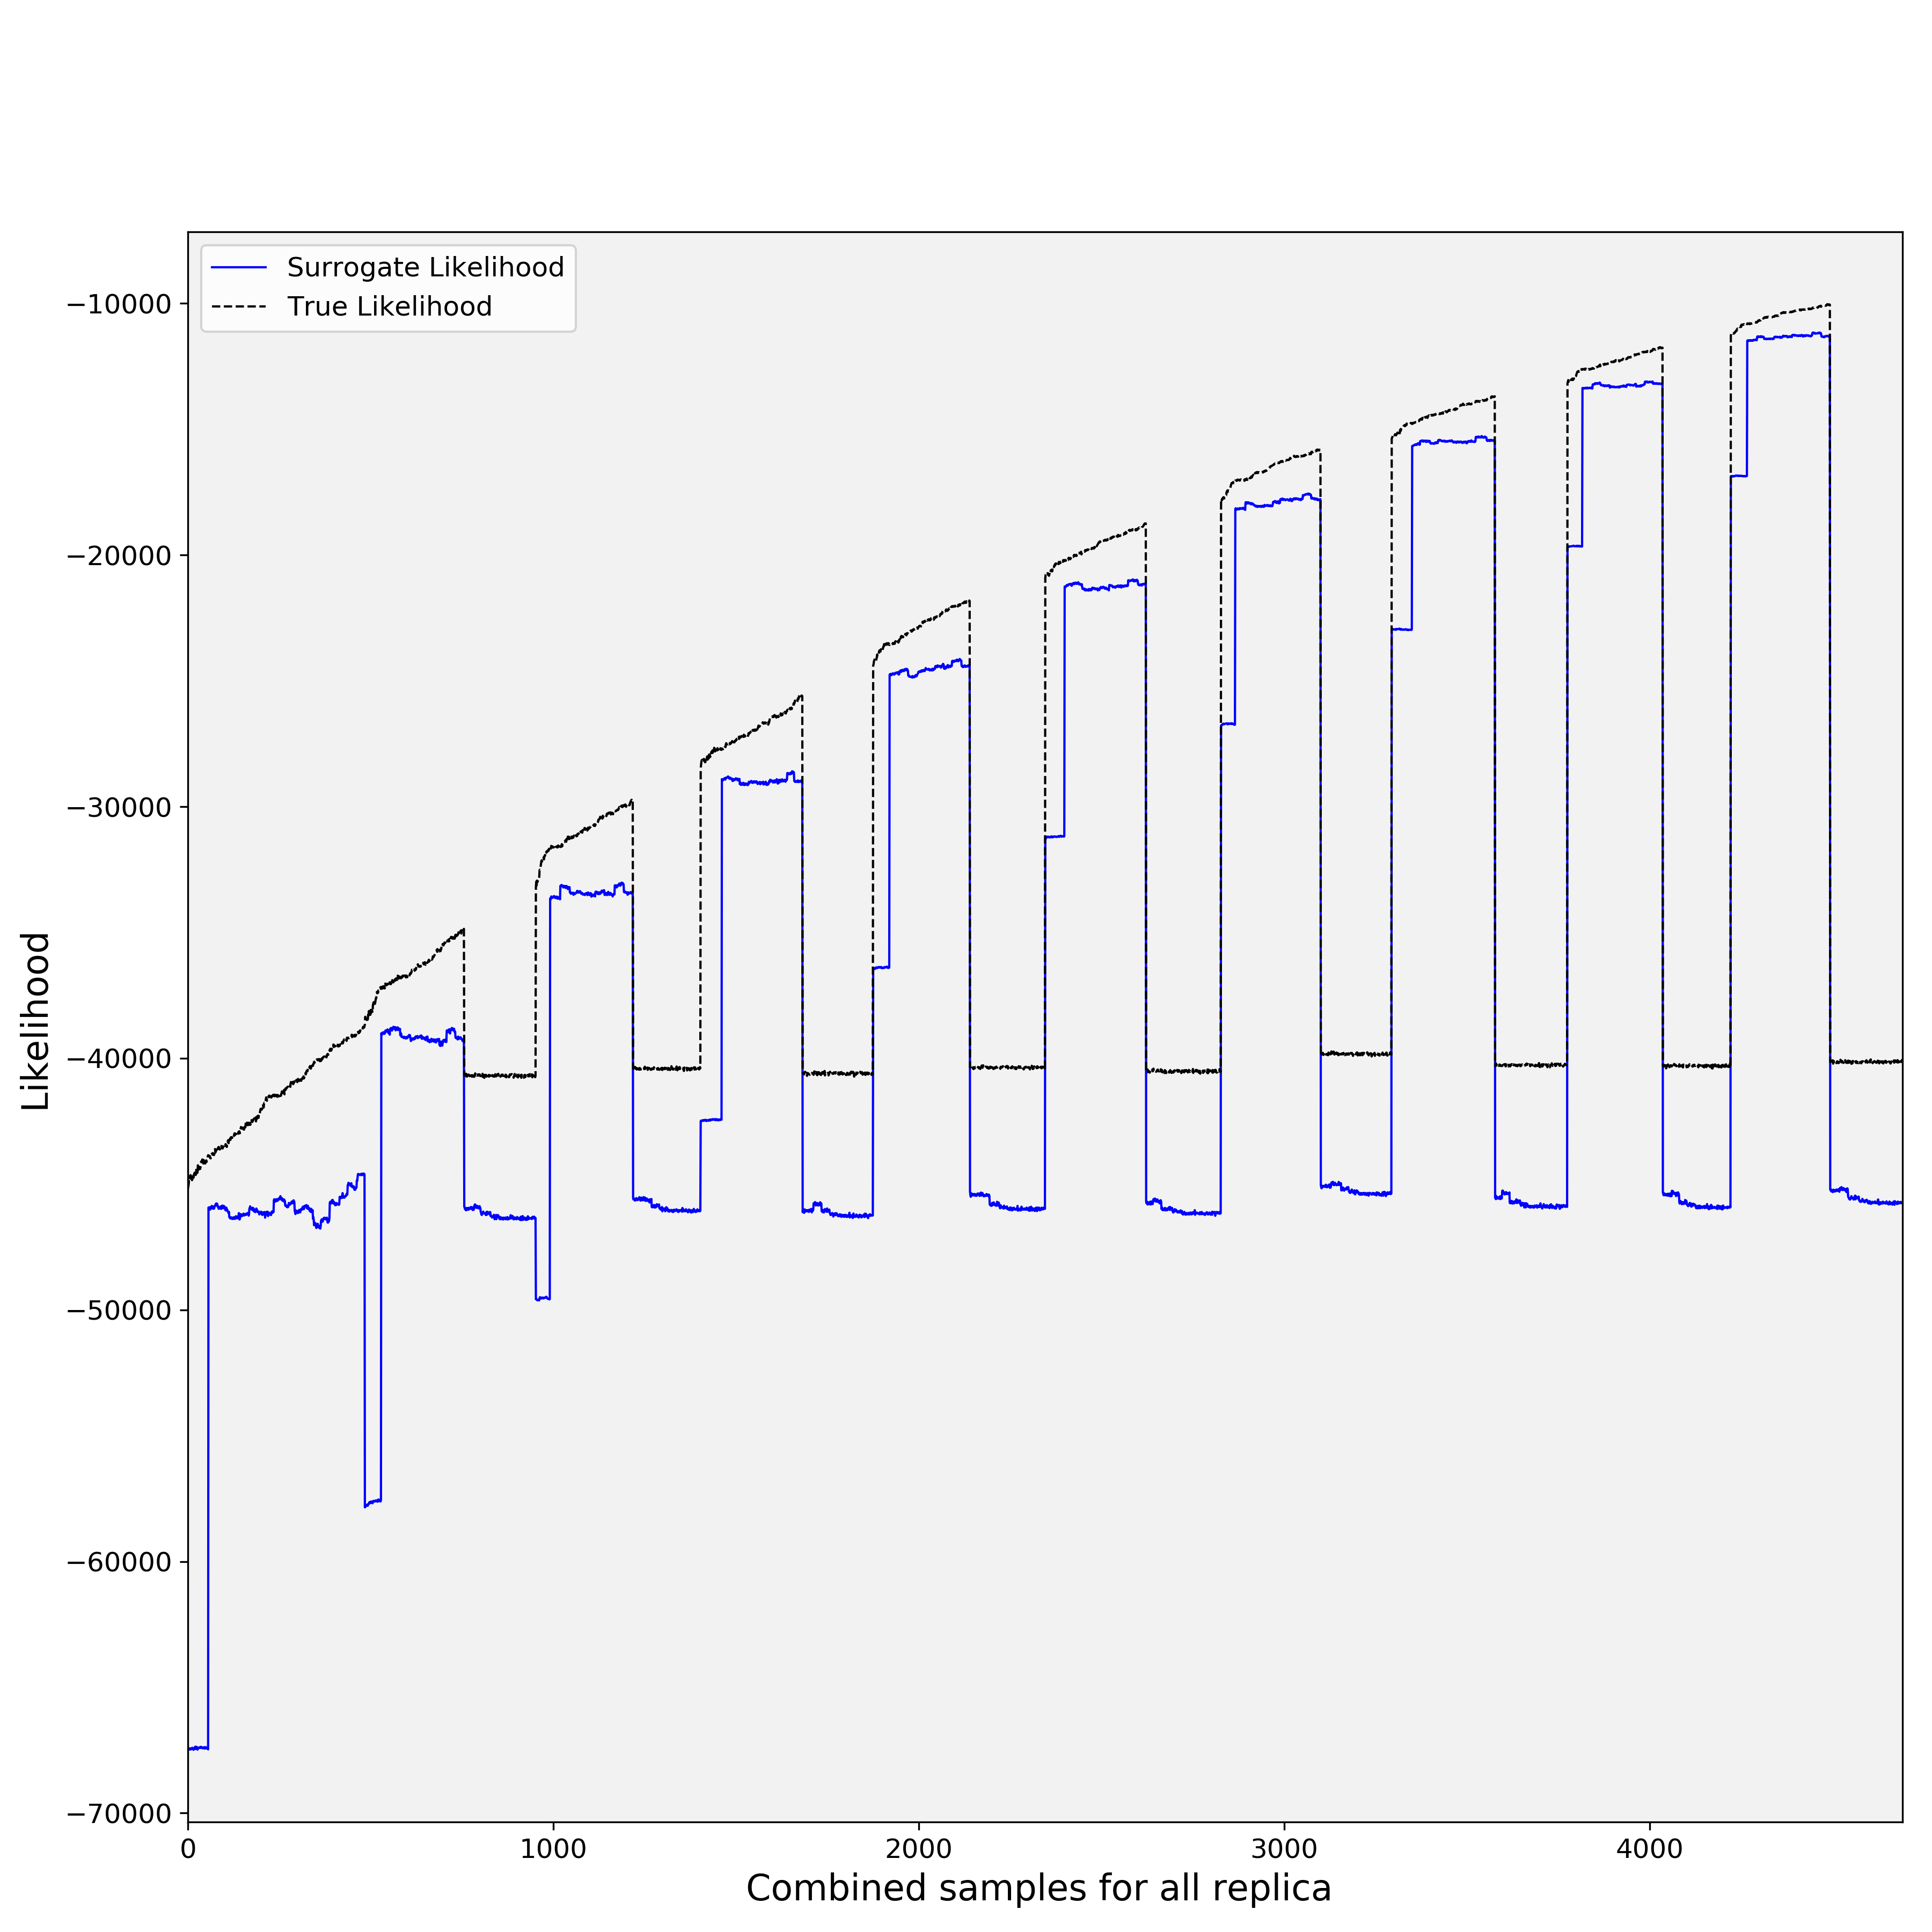 Surrogate Likelihood
True Likelihood
−10000
−20000
−30000
−40000
−50000
−60000
−70000
Likelihood
0 1000 2000 3000 4000
Combined samples for all replica